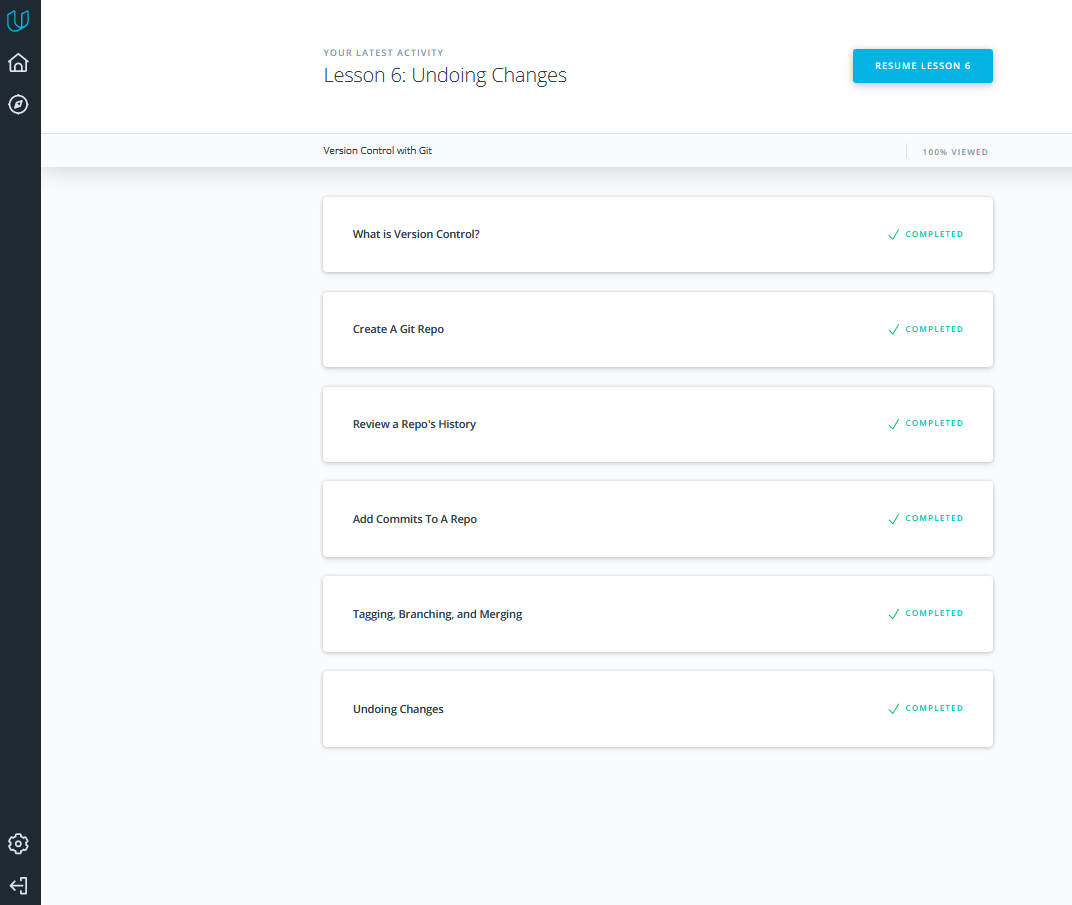 YOUR LATEST ACTIVITY
Lesson 6: Undoing Changes
RESUME LESSON 6
Version Control with Git
100% VIEWED
What is Version Control?
COMPLETED
Create A Git Repo
COMPLETED
Review a Repo's History
COMPLETED
Add Commits To A Repo
COMPLETED
Tagging, Branching, and Merging
COMPLETED
Undoing Changes
COMPLETED